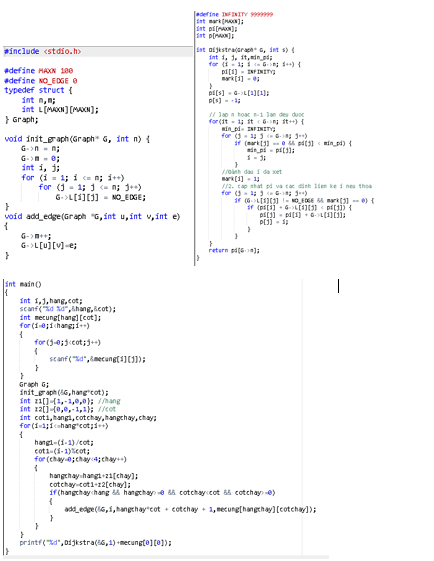 #include <stdio.h>
#define MAXN 100
#define NO_EDGE 0
typedef struct {
int n,m;
int L[MAXN][MAXN];
} Graph;
void init_graph(Graph* G, int n) {
G->n = n;
G->m = 0;
int i, j;
for (i = 1; i <= n; i++)
for (j = 1; j <= n; j++)
G->L[i][j] = NO_EDGE;
}
void add_edge(Graph *G,int u,int v,int e)
{
G->m++;
G->L[u][v]=e;
}
#define INFINITY 9999999
int mark[MAXN];
int pi[MAXN];
int p[MAXN];
int Dijkstra(Graph* G, int s) {
int i, j, it,min_pi;
for (i = 1; i <= G->n; i++) {
pi[i] = INFINITY;
mark[i] = 0;
}
pi[s] = G->L[1][1];
p[s] = -1;
// lap n hoac n-1 lan deu duoc
for(it = 1; it < G->n; it++) {
min_pi= INFINITY;
for (j = 1; j <= G->n; j++)
if (mark[j] == 0 && pi[j] < min_pi) {
min_pi = pi[j];
i = j;
}
//Danh dau i da xet
mark[i] = 1;
//2. cap nhat pi va cac dinh lien ke i neu thoa
for (j = 1; j <= G->n; j++)
if (G->L[i][j] != NO_EDGE && mark[j] == 0) {
if (pi[i] + G->L[i][j] < pi[j]) {
pi[j] = pi[i] + G->L[i][j];
p[j] = i;
}
}
}
return pi[G->n];
}
int main()
{
int i,j,hang,cot;
scanf("%d %d",&hang,&cot);
int mecung[hang][cot];
for(i=0;i<hang;i++)
{
for(j=0;j<cot;j++)
{
scanf("%d",&mecung[i][j]);
}
}
Graph G;
init_graph(&G,hang*cot);
int z1[]={1,-1,0,0}; //hang
int z2[]={0,0,-1,1}; //cot
int cot1,hang1,cotchay,hangchay,chay;
for(i=1;i<=hang*cot;i++)
{
hang1=(i-1)/cot;
cot1=(i-1)%cot;
for(chay=0;chay<4;chay++)
{
hangchay=hang1+z1[chay];
cotchay=cot1+z2[chay];
if(hangchay<hang && hangchay>=0 && cotchay<cot && cotchay>=0)
{
add_edge(&G,i,hangchay*cot + cotchay + 1,mecung[hangchay][cotchay]);
}
}
}
printf("%d",Dijkstra(&G,1)+mecung[0][0]);
}